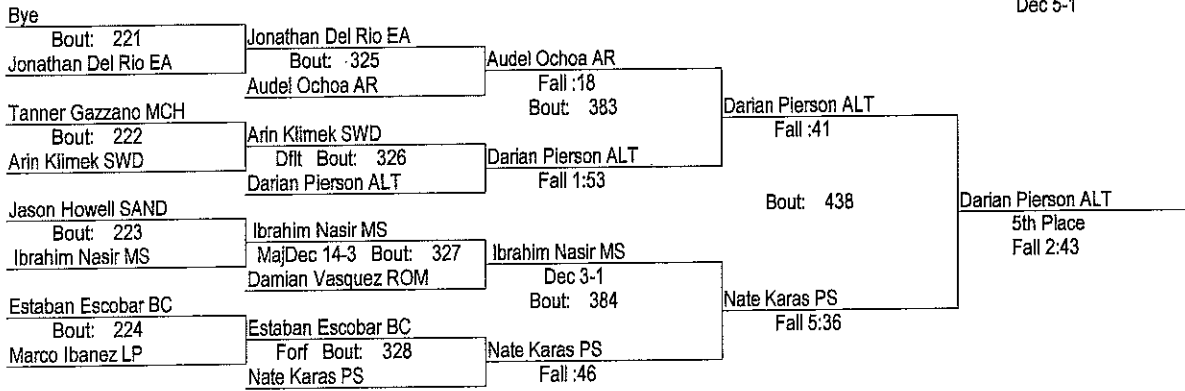 Dec 5-1
Bye
Bout: 221
Jonathan Del Rio EA
Jonathan Del Rio EA
Bout: 325
Audel Ochoa AR
Audel Ochoa AR
Fall :18
Bout: 383
Tanner Gazzano MCH
Bout: 222
Arin Klimek SWD
Arin Klimek SWD
Dflt Bout: 326
Darian Pierson ALT
Darian Pierson ALT
Fall 1:53
Darian Pierson ALT
Fall :41
Bout: 438
Jason Howell SAND
Bout: 223
Ibrahim Nasir MS
Ibrahim Nasir MS
MajDec 14-3 Bout: 327
Damian Vasquez ROM
Ibrahim Nasir MS
Dec 3-1
Bout: 384
Estaban Escobar BC
Bout: 224
Marco Ibanez LP
Estaban Escobar BC
Forf Bout: 328
Nate Karas PS
Nate Karas PS
Fall :46
Nate Karas PS
Fall 5:36
Darian Pierson ALT
5th Place
Fall 2:43